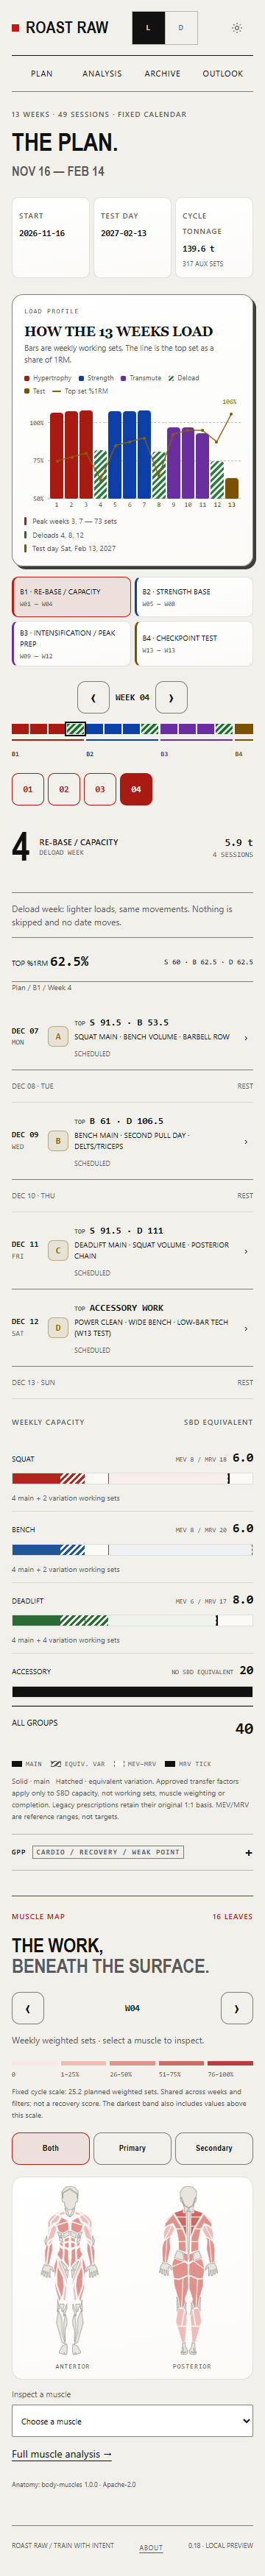 ROAST RAW
L D
PLAN ANALYSIS ARCHIVE OUTLOOK
13 WEEKS · 49 SESSIONS · FIXED CALENDAR
THE PLAN.
NOV 16 — FEB 14
START
2026-11-16
TEST DAY
2027-02-13
CYCLE
TONNAGE
139.6 t
317 AUX SETS
LOAD PROFILE
HOW THE 13 WEEKS LOAD
Bars are weekly working sets. The line is the top set as a
share of 1RM.
Hypertrophy Strength Transmute Deload
Test Top set %1RM
106%
100%
75%
50%
1 2 3 4 5 6 7 8 9 10 11 12 13
Peak weeks 3, 7 — 73 sets
Deloads 4, 8, 12
Test day Sat, Feb 13, 2027
B1 · RE-BASE / CAPACITY
W01 — W04
B2 · STRENGTH BASE
W05 — W08
B3 · INTENSIFICATION / PEAK
PREP
W09 — W12
B4 · CHECKPOINT TEST
W13 — W13
‹ WEEK 04 ›
B1 B2 B3 B4
01 02 03 04
4
RE-BASE / CAPACITY
DELOAD WEEK
5.9 t
4 SESSIONS
Deload week: lighter loads, same movements. Nothing is
skipped and no date moves.
TOP %1RM 62.5% S 60 · B 62.5 · D 62.5
Plan / B1 / Week 4
DEC 07
MON
A
TOP S 91.5 · B 53.5
SQUAT MAIN · BENCH VOLUME · BARBELL ROW
SCHEDULED
›
DEC 08 · TUE REST
DEC 09
WED
B
TOP B 61 · D 106.5
BENCH MAIN · SECOND PULL DAY ·
DELTS/TRICEPS
SCHEDULED
›
DEC 10 · THU REST
DEC 11
FRI
C
TOP S 91.5 · D 111
DEADLIFT MAIN · SQUAT VOLUME · POSTERIOR
CHAIN
SCHEDULED
›
DEC 12
SAT
D
TOP ACCESSORY WORK
POWER CLEAN · WIDE BENCH · LOW-BAR TECH
(W13 TEST)
SCHEDULED
›
DEC 13 · SUN REST
WEEKLY CAPACITY SBD EQUIVALENT
SQUAT MEV 8 / MRV 18 6.0
4 main + 2 variation working sets
BENCH MEV 8 / MRV 20 6.0
4 main + 2 variation working sets
DEADLIFT MEV 6 / MRV 17 8.0
4 main + 4 variation working sets
ACCESSORY NO SBD EQUIVALENT 20
ALL GROUPS 40
MAIN EQUIV. VAR MEV–MRV MRV TICK
Solid · main Hatched · equivalent variation. Approved transfer factors
apply only to SBD capacity, not working sets, muscle weighting or
completion. Legacy prescriptions retain their original 1:1 basis. MEV/MRV
are reference ranges, not targets.
GPP CARDIO / RECOVERY / WEAK POINT +
MUSCLE MAP 16 LEAVES
THE WORK,
BENEATH THE SURFACE.
‹ W04 ›
Weekly weighted sets · select a muscle to inspect.
0 1–25% 26–50% 51–75% 76–100%
Fixed cycle scale: 25.2 planned weighted sets. Shared across weeks and
filters; not a recovery score. The darkest band also includes values above
this scale.
Both Primary Secondary
ANTERIOR POSTERIOR
Inspect a muscle
Choose a muscle
Full muscle analysis →
Anatomy: body-muscles 1.0.0 · Apache-2.0
ROAST RAW / TRAIN WITH INTENT ABOUT 0.18 · LOCAL PREVIEW